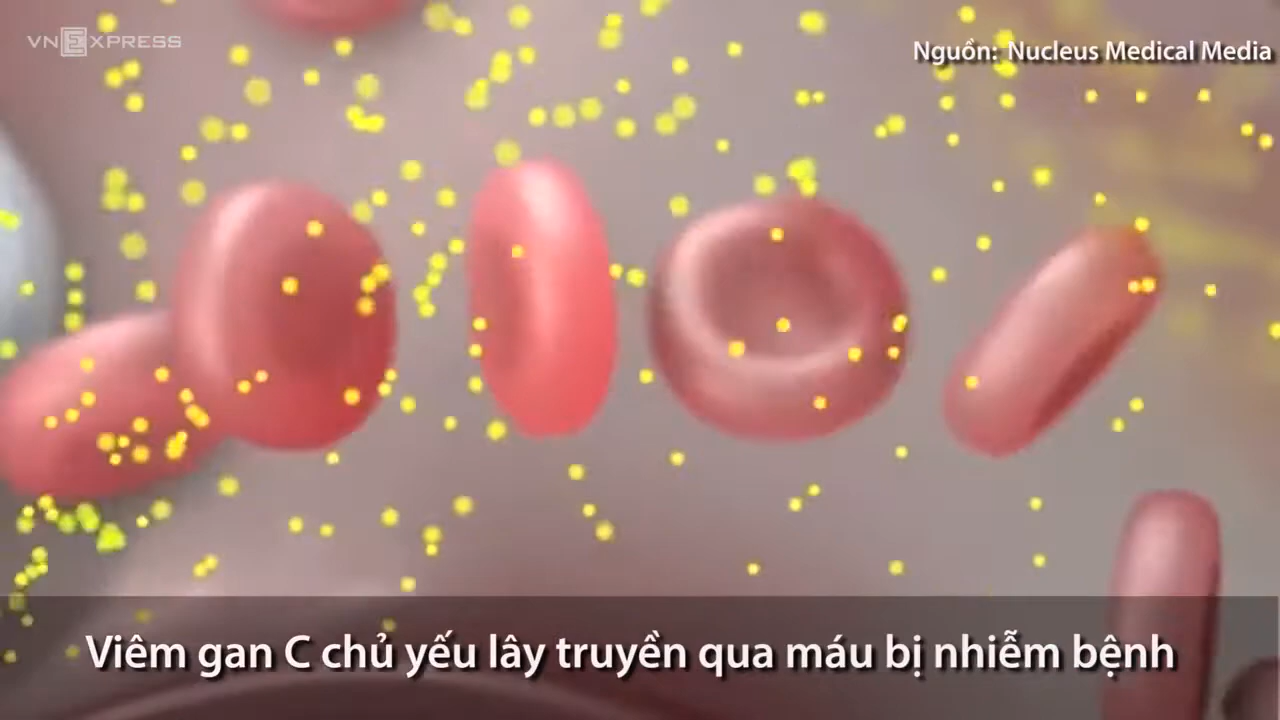 VNEXPRESS
Nguồn: Nucleus Medical Media
Viêm gan C chủ yếu lây truyền qua máu bị nhiễm bệnh